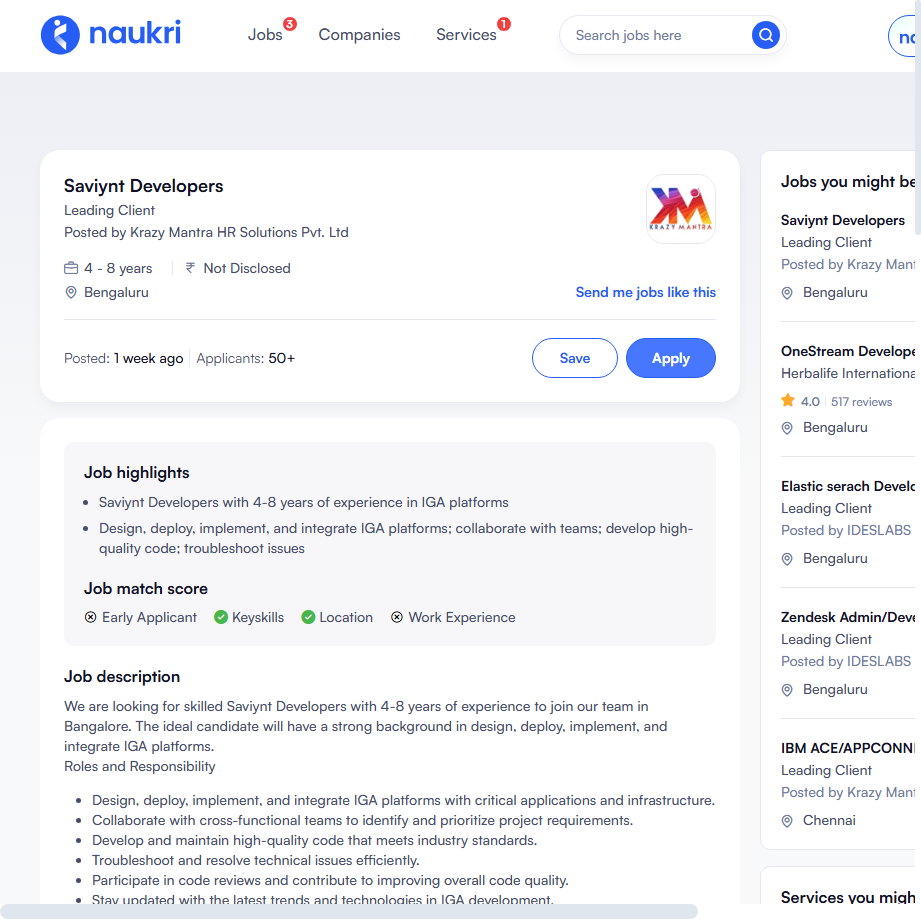 naukri
Jobs 3
Companies
Services 1
Search jobs here
Saviynt Developers
Leading Client
Posted by Krazy Mantra HR Solutions Pvt. Ltd
KRAZY MANTRA
4 - 8 years
₹ Not Disclosed
Bengaluru
Send me jobs like this
Posted: 1 week ago
Applicants: 50+
Save
Apply
Job highlights
• Saviynt Developers with 4-8 years of experience in IGA platforms
• Design, deploy, implement, and integrate IGA platforms; collaborate with teams; develop high-
quality code; troubleshoot issues
Job match score
Early Applicant
Keyskills
Location
Work Experience
Job description
We are looking for skilled Saviynt Developers with 4-8 years of experience to join our team in
Bangalore. The ideal candidate will have a strong background in design, deploy, implement, and
integrate IGA platforms.
Roles and Responsibility
• Design, deploy, implement, and integrate IGA platforms with critical applications and infrastructure.
• Collaborate with cross-functional teams to identify and prioritize project requirements.
• Develop and maintain high-quality code that meets industry standards.
• Troubleshoot and resolve technical issues efficiently.
• Participate in code reviews and contribute to improving overall code quality.
• Stay updated with the latest trends and technologies in IGA development.
Jobs you might be
Saviynt Developers
Leading Client
Posted by Krazy Mant
Bengaluru
OneStream Develope
Herbalife Internationa
4.0
517 reviews
Bengaluru
Elastic serach Develo
Leading Client
Posted by IDESLABS
Bengaluru
Zendesk Admin/Deve
Leading Client
Posted by IDESLABS
Bengaluru
IBM ACE/APPCONN
Leading Client
Posted by Krazy Mant
Chennai
Services you migh